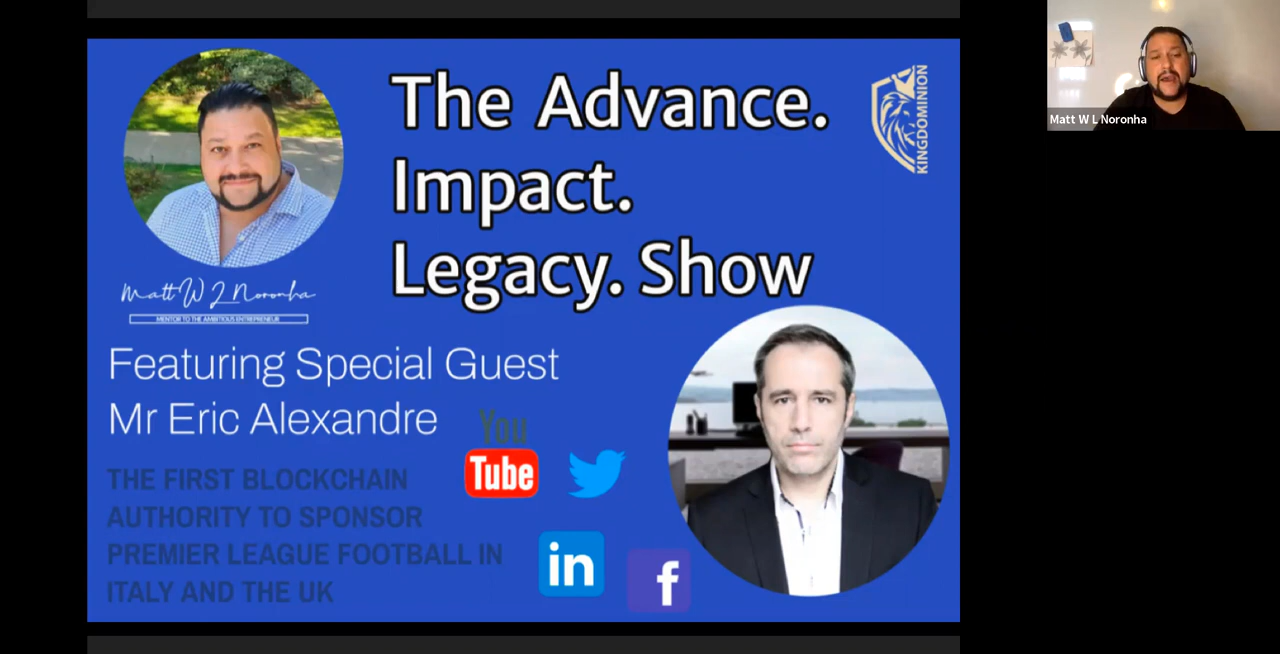 The Advance.
Impact.
Legacy. Show
KINGDOMINION
Matt W L Noronha
Matt W L Noronha
MENTOR TO THE AMBITIOUS ENTREPRENEUR
Featuring Special Guest
Mr Eric Alexandre
You
Tube
THE FIRST BLOCKCHAIN
AUTHORITY TO SPONSOR
PREMIER LEAGUE FOOTBALL IN
ITALY AND THE UK
in
f